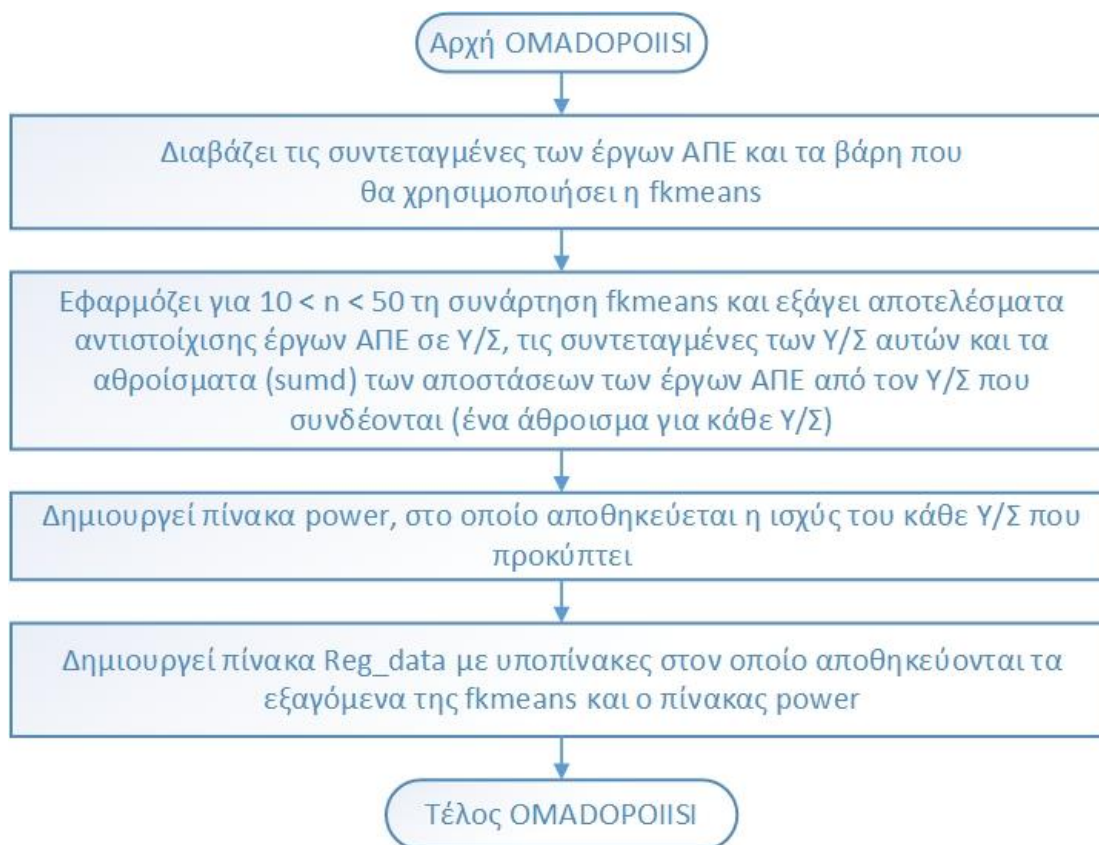 Αρχή OMADOPOIISI
Διαβάζει τις συντεταγμένες των έργων ΑΠΕ και τα βάρη που
θα χρησιμοποιήσει η fkmeans
Εφαρμόζει για 10 < n < 50 τη συνάρτηση fkmeans και εξάγει αποτελέσματα
αντιστοίχισης έργων ΑΠΕ σε Υ/Σ, τις συντεταγμένες των Υ/Σ αυτών και τα
αθροίσματα (sumd) των αποστάσεων των έργων ΑΠΕ από τον Υ/Σ που
συνδέονται (ένα άθροισμα για κάθε Υ/Σ)
Δημιουργεί πίνακα power, στο οποίο αποθηκεύεται η ισχύς του κάθε Υ/Σ που
προκύπτει
Δημιουργεί πίνακα Reg_data με υποπίνακες στον οποίο αποθηκεύονται τα
εξαγόμενα της fkmeans και ο πίνακας power
Τέλος OMADOPOIISI